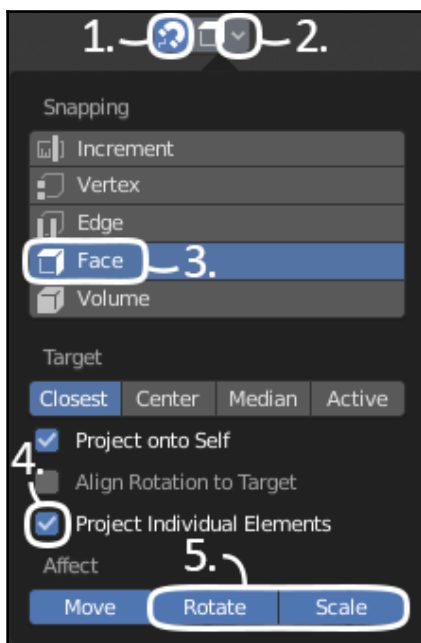 1. 2.
Snapping
Increment
Vertex
Edge
Face 3.
Volume
Target
Closest Center Median Active
Project onto Self
4. Align Rotation to Target
Project Individual Elements
Affect 5.
Move Rotate Scale